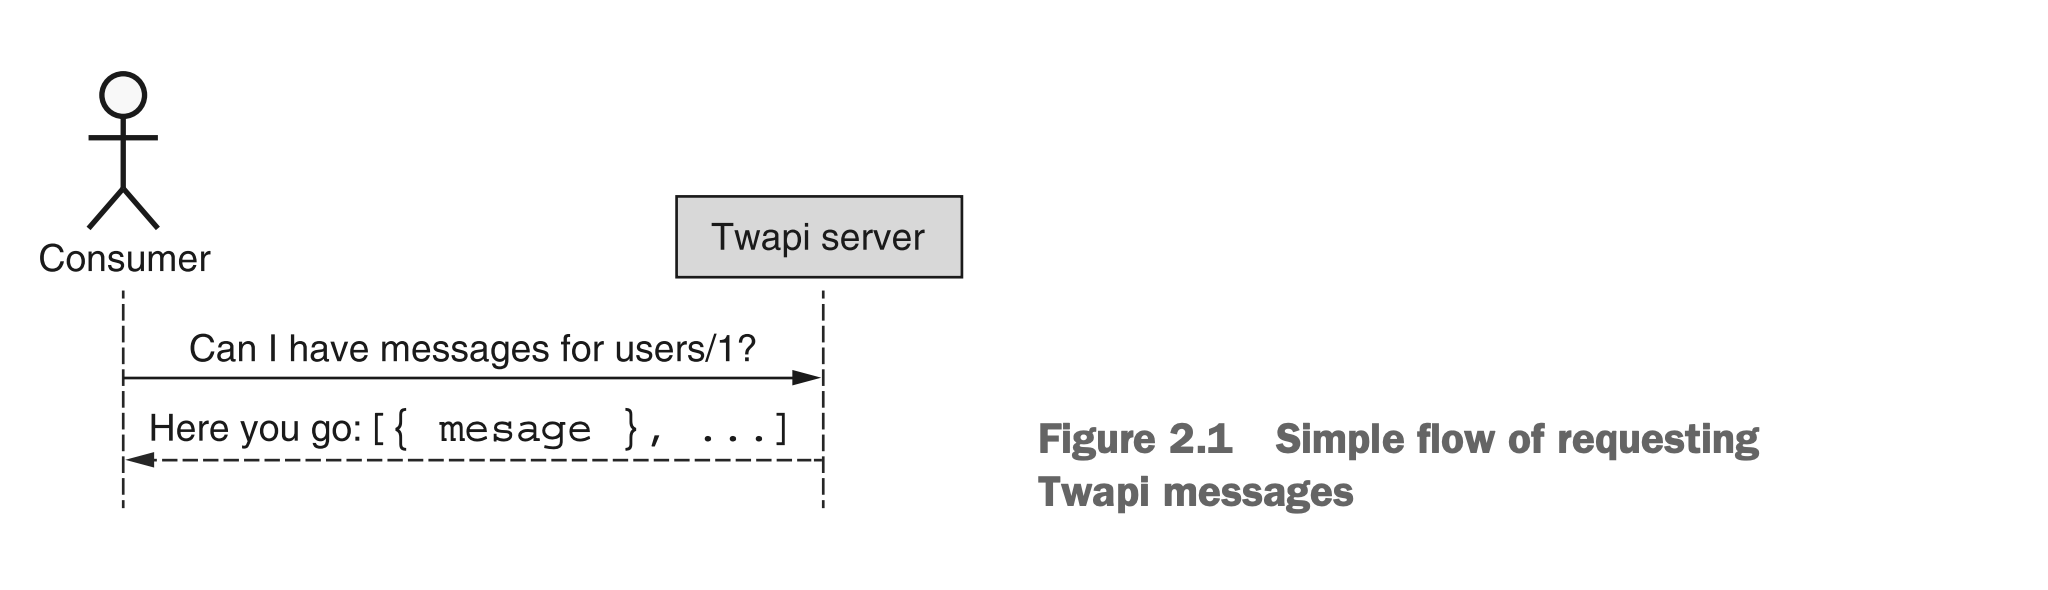 Consumer
Twapi server
Can I have messages for users/1?
Here you go: [{ mesage }, ...]
Figure 2.1 Simple flow of requesting
Twapi messages